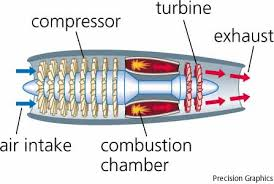 turbine
compressor
exhaust
air intake
combustion
chamber
Precision Graphics